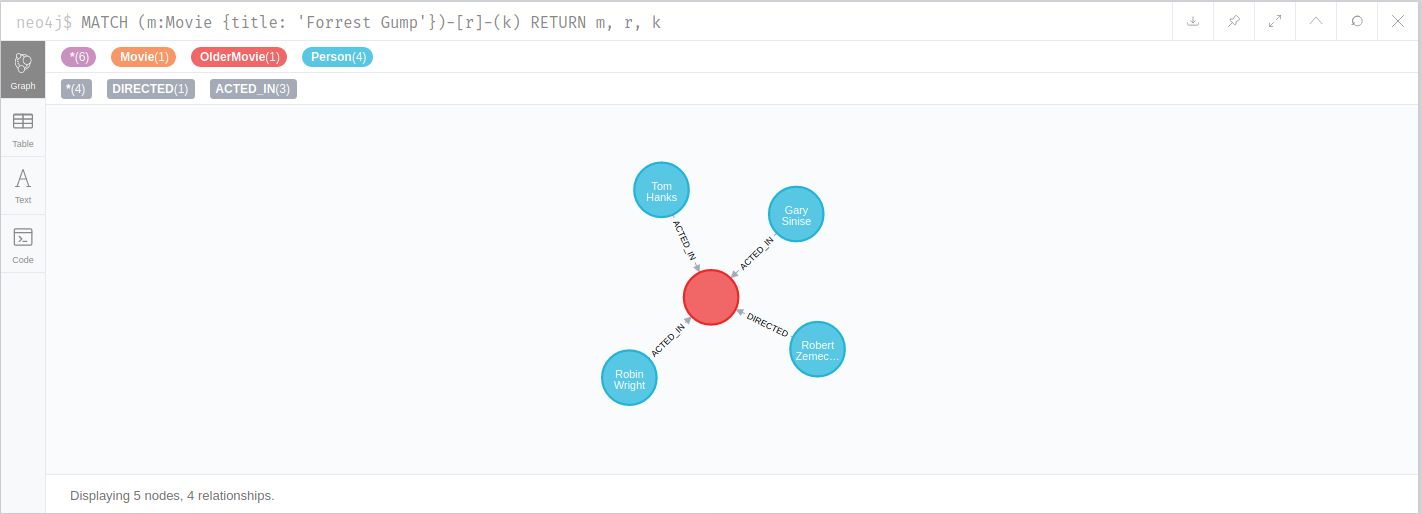 neo4j$ MATCH (m:Movie {title: 'Forrest Gump'})-[r]-(k) RETURN m, r, k
*(6) Movie(1) OlderMovie(1) Person(4)
*(4) DIRECTED(1) ACTED_IN(3)
Graph
Table
Text
Code
Tom
Hanks
Gary
Sinise
ACTED_IN
ACTED_IN
DIRECTED
ACTED_IN
Robert
Zemec...
Robin
Wright
Displaying 5 nodes, 4 relationships.